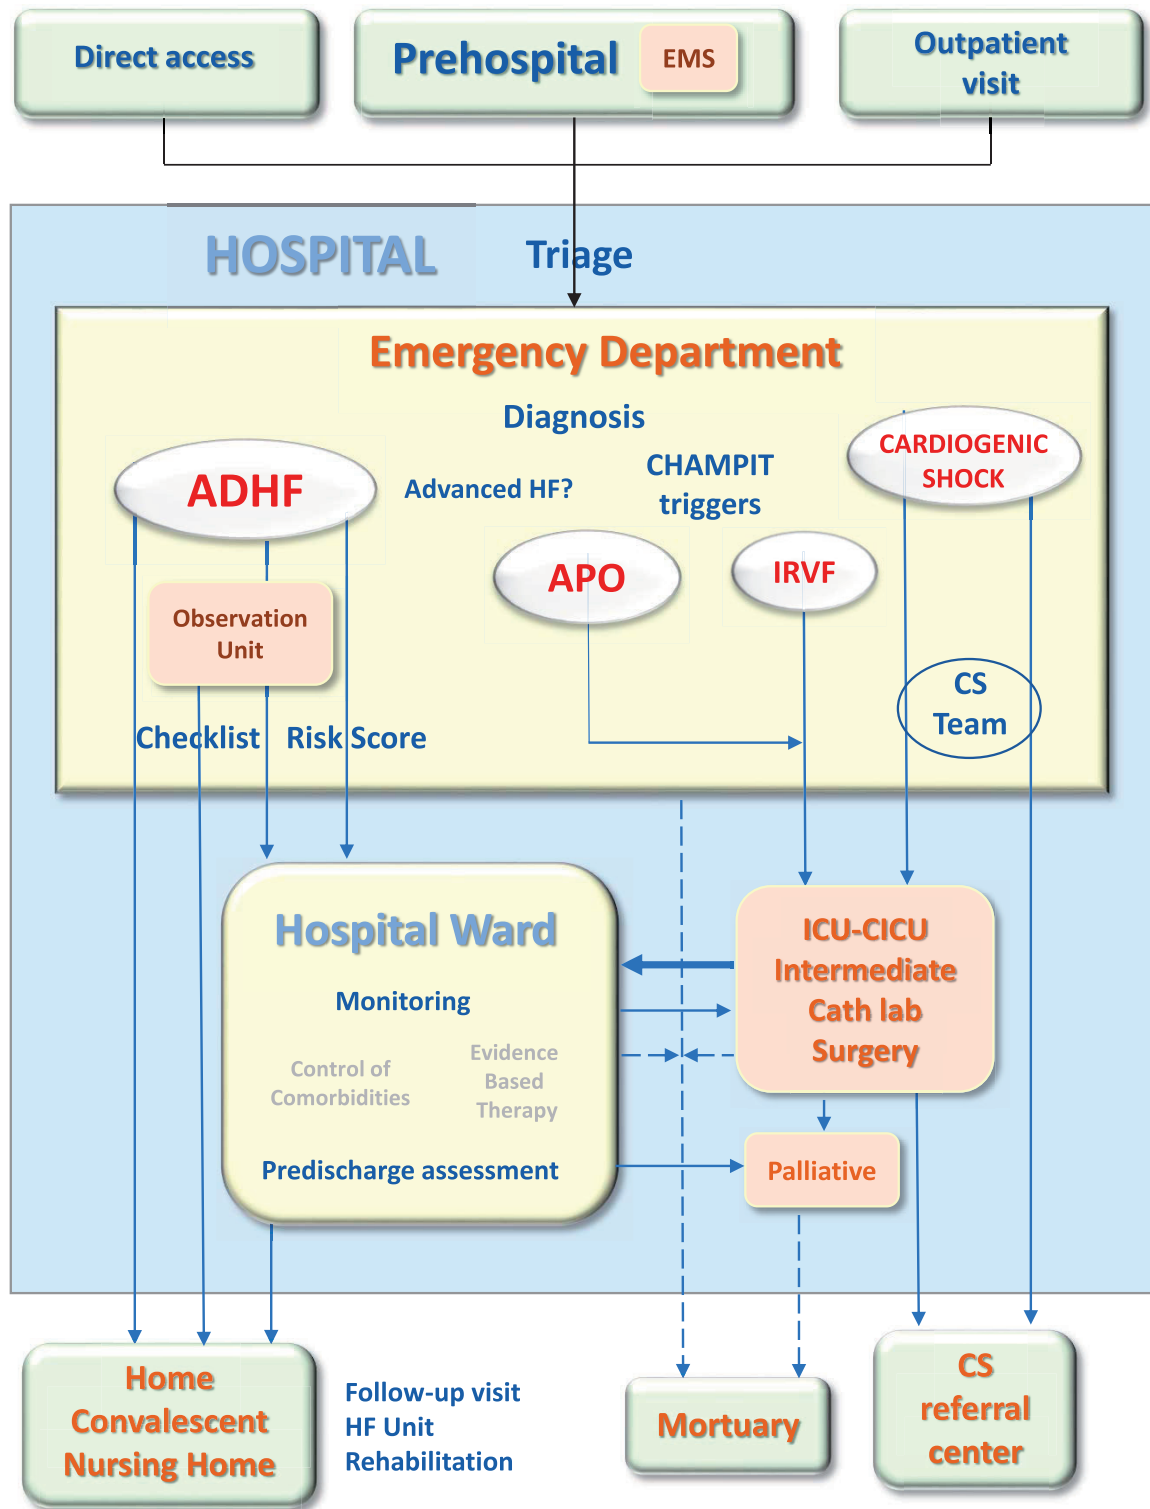 Direct access
Prehospital
EMS
Outpatient
visit
HOSPITAL
Triage
Emergency Department
Diagnosis
ADHF
Advanced HF?
CHAMPIT
triggers
CARDIOGENIC
SHOCK
APO
IRVF
Observation
Unit
CS
Team
Checklist
Risk Score
Hospital Ward
Monitoring
Control of
Comorbidities
Evidence
Based
Therapy
Predischarge assessment
ICU-CICU
Intermediate
Cath lab
Surgery
Palliative
Home
Convalescent
Nursing Home
Follow-up visit
HF Unit
Rehabilitation
Mortuary
CS
referral
center